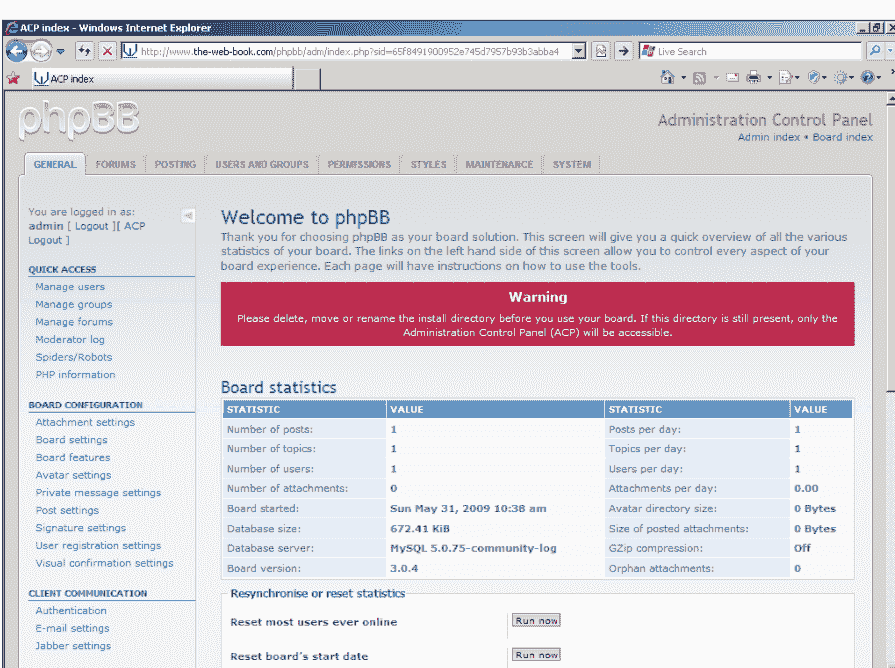 ACP index - Windows Internet Explorer
http://www.the-web-book.com/phpbb/adm/index.php?sid=65f8491900952e745d7957b93b3abba4
Live Search
ACP index
phpBB
Administration Control Panel
Admin index • Board index
GENERAL FORUMS POSTING USERS AND GROUPS PERMISSIONS STYLES MAINTENANCE SYSTEM
You are logged in as:
admin [ Logout ][ ACP
Logout ]
QUICK ACCESS
Manage users
Manage groups
Manage forums
Moderator log
Spiders/Robots
PHP information
BOARD CONFIGURATION
Attachment settings
Board settings
Board features
Avatar settings
Private message settings
Post settings
Signature settings
User registration settings
Visual confirmation settings
CLIENT COMMUNICATION
Authentication
E-mail settings
Jabber settings
Welcome to phpBB
Thank you for choosing phpBB as your board solution. This screen will give you a quick overview of all the various
statistics of your board. The links on the left hand side of this screen allow you to control every aspect of your
board experience. Each page will have instructions on how to use the tools.
Warning
Please delete, move or rename the install directory before you use your board. If this directory is still present, only the
Administration Control Panel (ACP) will be accessible.
Board statistics
STATISTIC VALUE STATISTIC VALUE
Number of posts: 1 Posts per day: 1
Number of topics: 1 Topics per day: 1
Number of users: 1 Users per day: 1
Number of attachments: 0 Attachments per day: 0.00
Board started: Sun May 31, 2009 10:38 am Avatar directory size: 0 Bytes
Database size: 672.41 KiB Size of posted attachments: 0 Bytes
Database server: MySQL 5.0.75-community-log GZip compression: Off
Board version: 3.0.4 Orphan attachments: 0
Resynchronise or reset statistics
Reset most users ever online Run now
Reset board's start date Run now